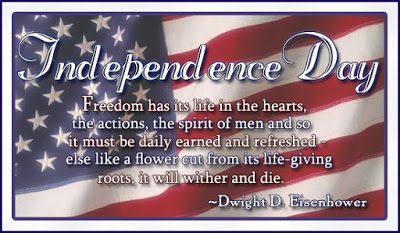 Independence Day
Freedom has its life in the hearts,
the actions, the spirit of men and so
it must be daily earned and refreshed -
else like a flower cut from its life-giving
roots, it will wither and die.
~Dwight D. Eisenhower